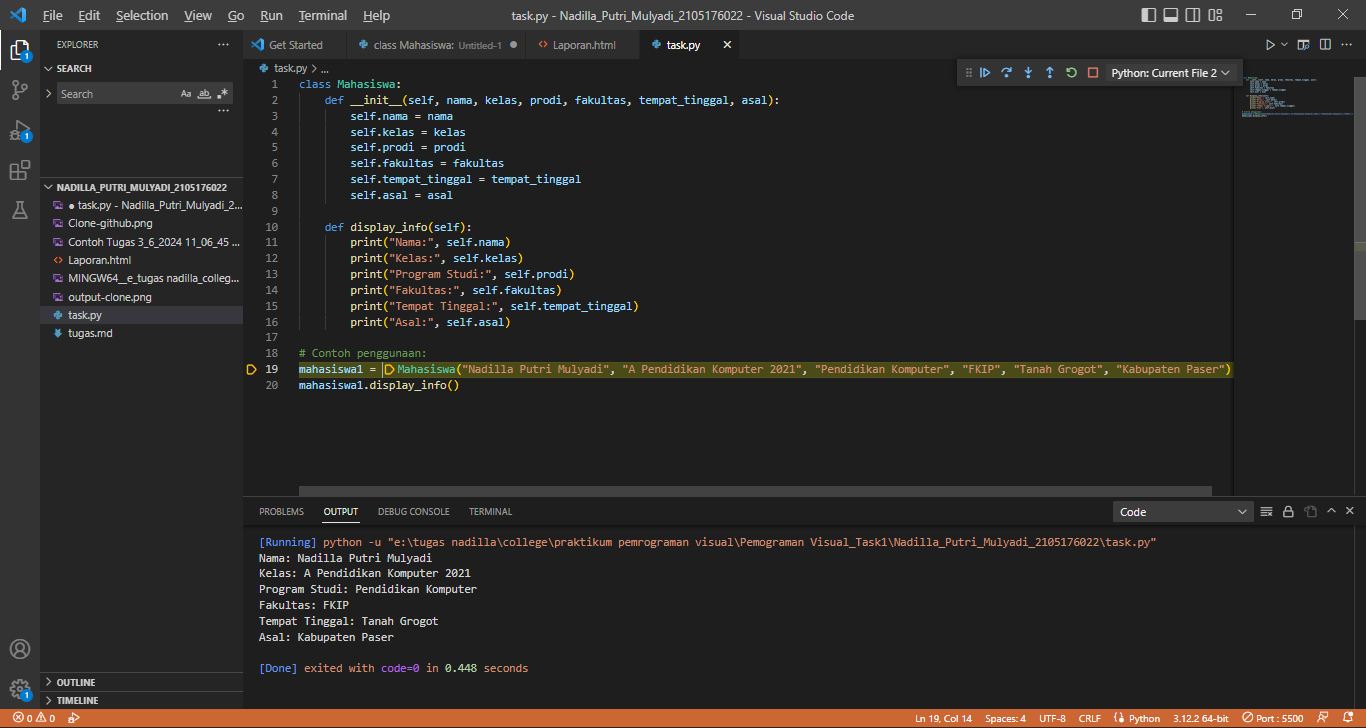 File Edit Selection View Go Run Terminal Help
task.py - Nadilla_Putri_Mulyadi_2105176022 - Visual Studio Code
EXPLORER
SEARCH
Search
Aa ab .*
NADILLA_PUTRI_MULYADI_2105176022
● task.py - Nadilla_Putri_Mulyadi_2...
Clone-github.png
Contoh Tugas 3_6_2024 11_06_45 ...
Laporan.html
MINGW64__e_tugas nadilla_colleg...
output-clone.png
task.py
tugas.md
OUTLINE
TIMELINE
1
1
1
Get Started
class Mahasiswa: Untitled-1 ●
Laporan.html
task.py
Python: Current File 2
task.py > ...
1 class Mahasiswa:
2 def __init__(self, nama, kelas, prodi, fakultas, tempat_tinggal, asal):
3 self.nama = nama
4 self.kelas = kelas
5 self.prodi = prodi
6 self.fakultas = fakultas
7 self.tempat_tinggal = tempat_tinggal
8 self.asal = asal
9
10 def display_info(self):
11 print("Nama:", self.nama)
12 print("Kelas:", self.kelas)
13 print("Program Studi:", self.prodi)
14 print("Fakultas:", self.fakultas)
15 print("Tempat Tinggal:", self.tempat_tinggal)
16 print("Asal:", self.asal)
17
18 # Contoh penggunaan:
19 mahasiswa1 = Mahasiswa("Nadilla Putri Mulyadi", "A Pendidikan Komputer 2021", "Pendidikan Komputer", "FKIP", "Tanah Grogot", "Kabupaten Paser")
20 mahasiswa1.display_info()
PROBLEMS OUTPUT DEBUG CONSOLE TERMINAL
Code
[Running] python -u "e:\tugas nadilla\college\praktikum pemrograman visual\Pemograman Visual_Task1\Nadilla_Putri_Mulyadi_2105176022\task.py"
Nama: Nadilla Putri Mulyadi
Kelas: A Pendidikan Komputer 2021
Program Studi: Pendidikan Komputer
Fakultas: FKIP
Tempat Tinggal: Tanah Grogot
Asal: Kabupaten Paser
[Done] exited with code=0 in 0.448 seconds
0 0
Ln 19, Col 14 Spaces: 4 UTF-8 CRLF Python 3.12.2 64-bit Port : 5500